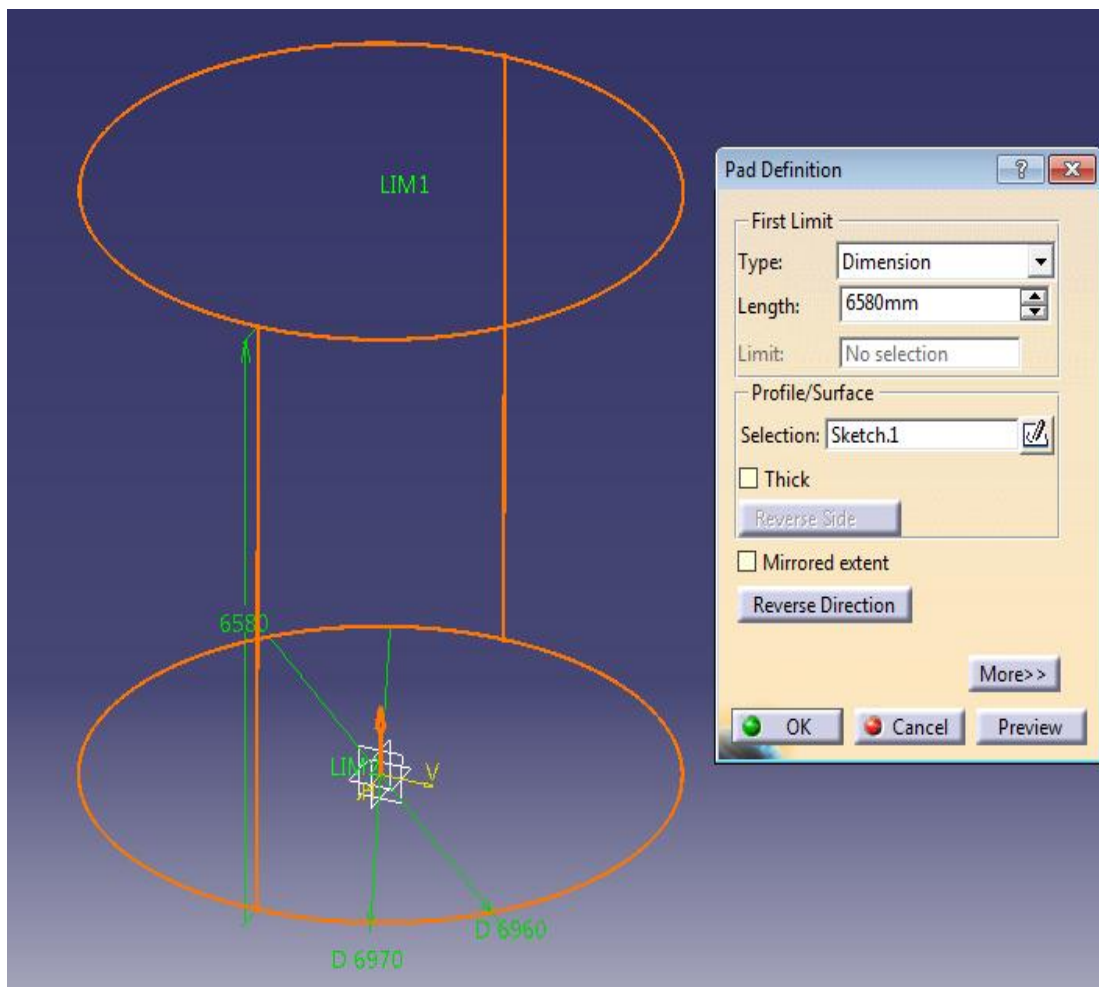 LIM1
6580
LIM2
V
D 6960
D 6970
Pad Definition
?
First Limit
Type: Dimension
Length: 6580mm
Limit: No selection
Profile/Surface
Selection: Sketch.1
Thick
Reverse Side
Mirrored extent
Reverse Direction
More>>
OK Cancel Preview